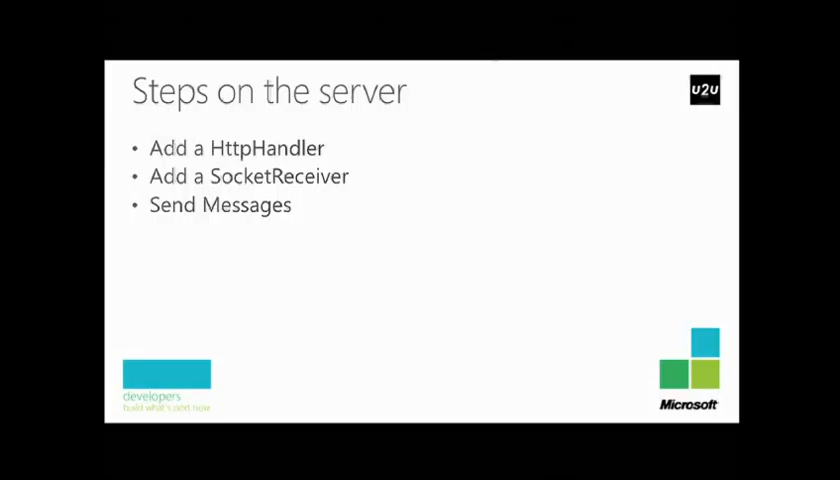 Steps on the server
U2U
• Add a HttpHandler
• Add a SocketReceiver
• Send Messages
developers
build what's next now
Microsoft